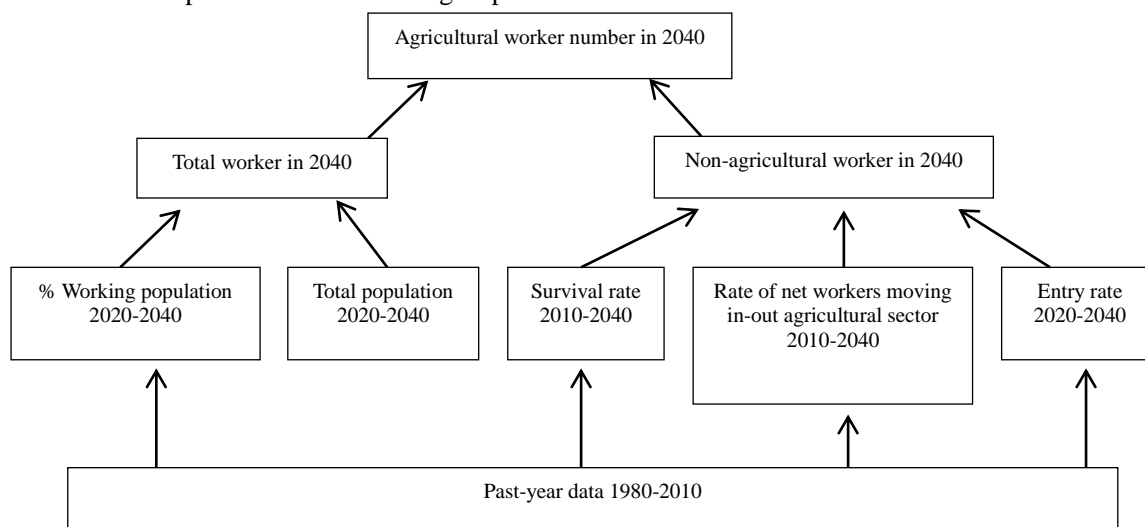 Agricultural worker number in 2040
Total worker in 2040
Non-agricultural worker in 2040
% Working population
2020-2040
Total population
2020-2040
Survival rate
2010-2040
Rate of net workers moving
in-out agricultural sector
2010-2040
Entry rate
2020-2040
Past-year data 1980-2010